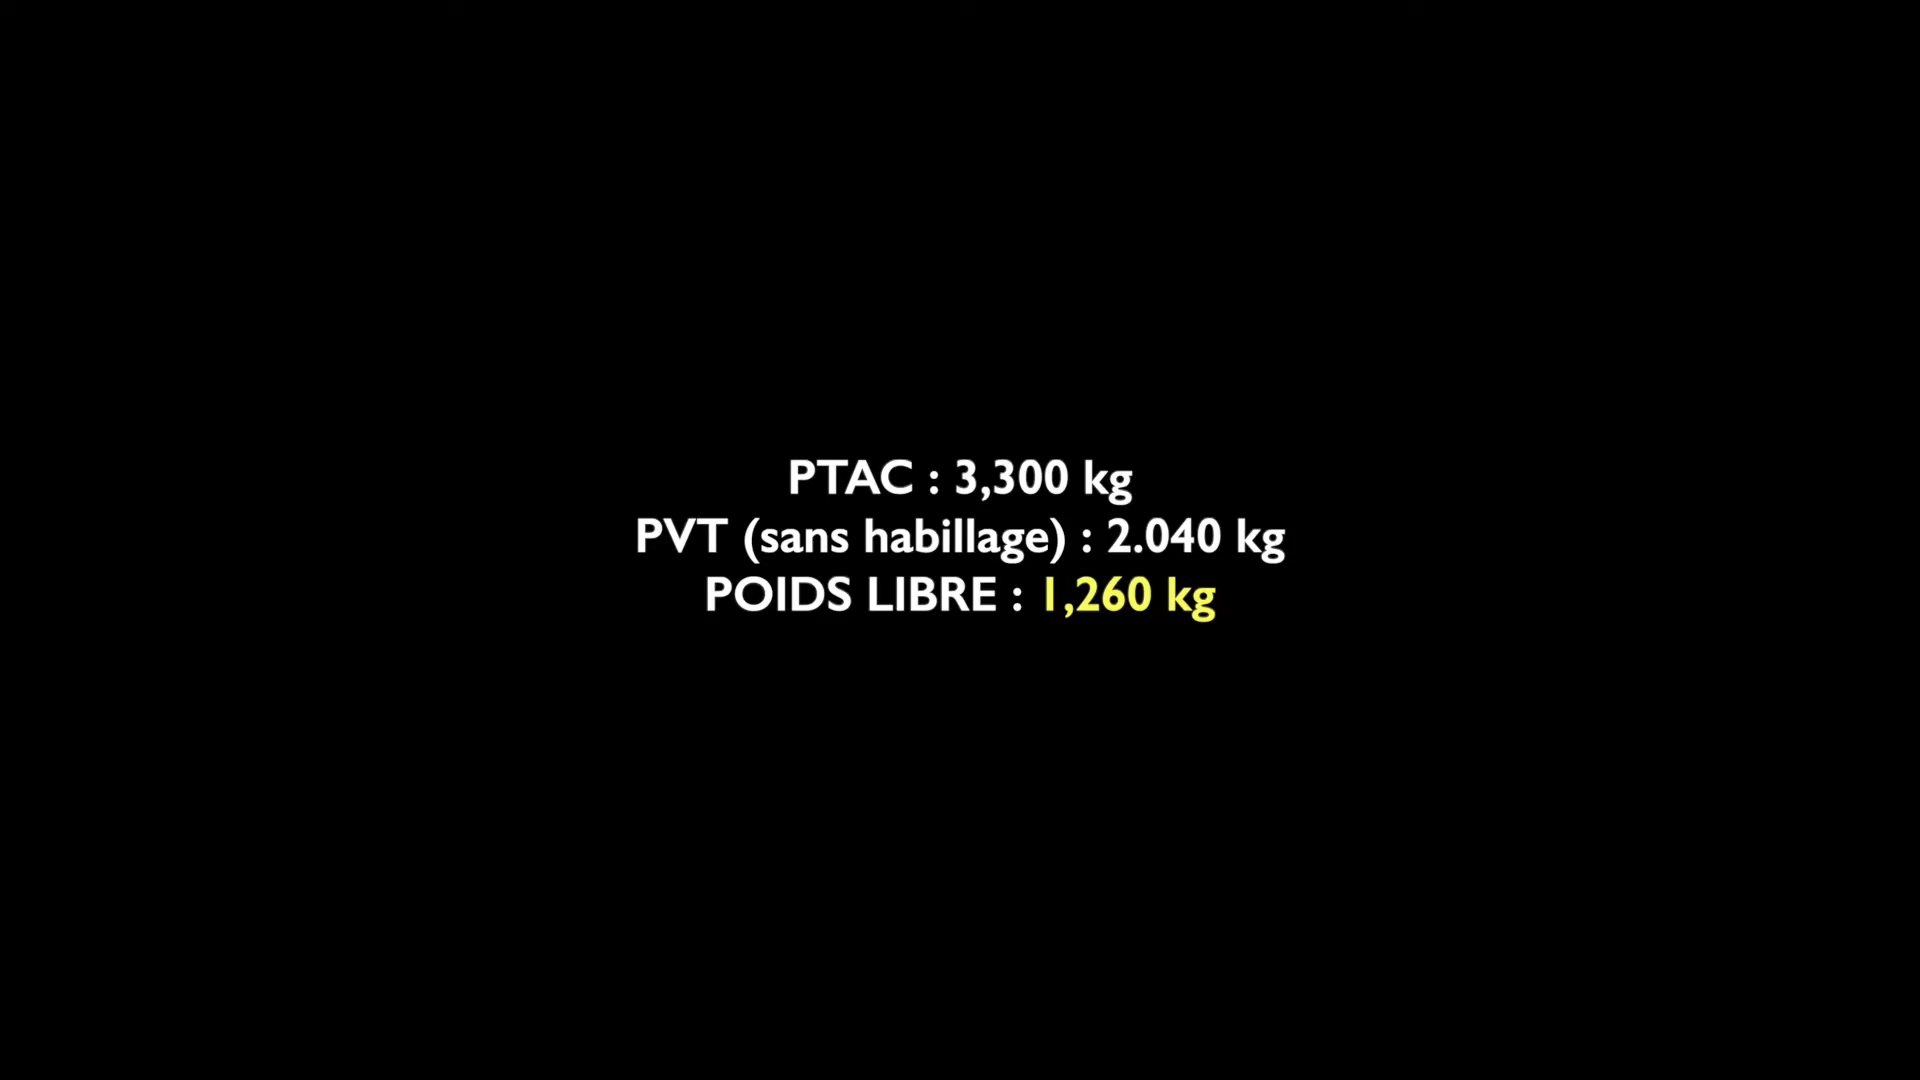 PTAC : 3,300 kg
PVT (sans habillage) : 2.040 kg
POIDS LIBRE : 1,260 kg